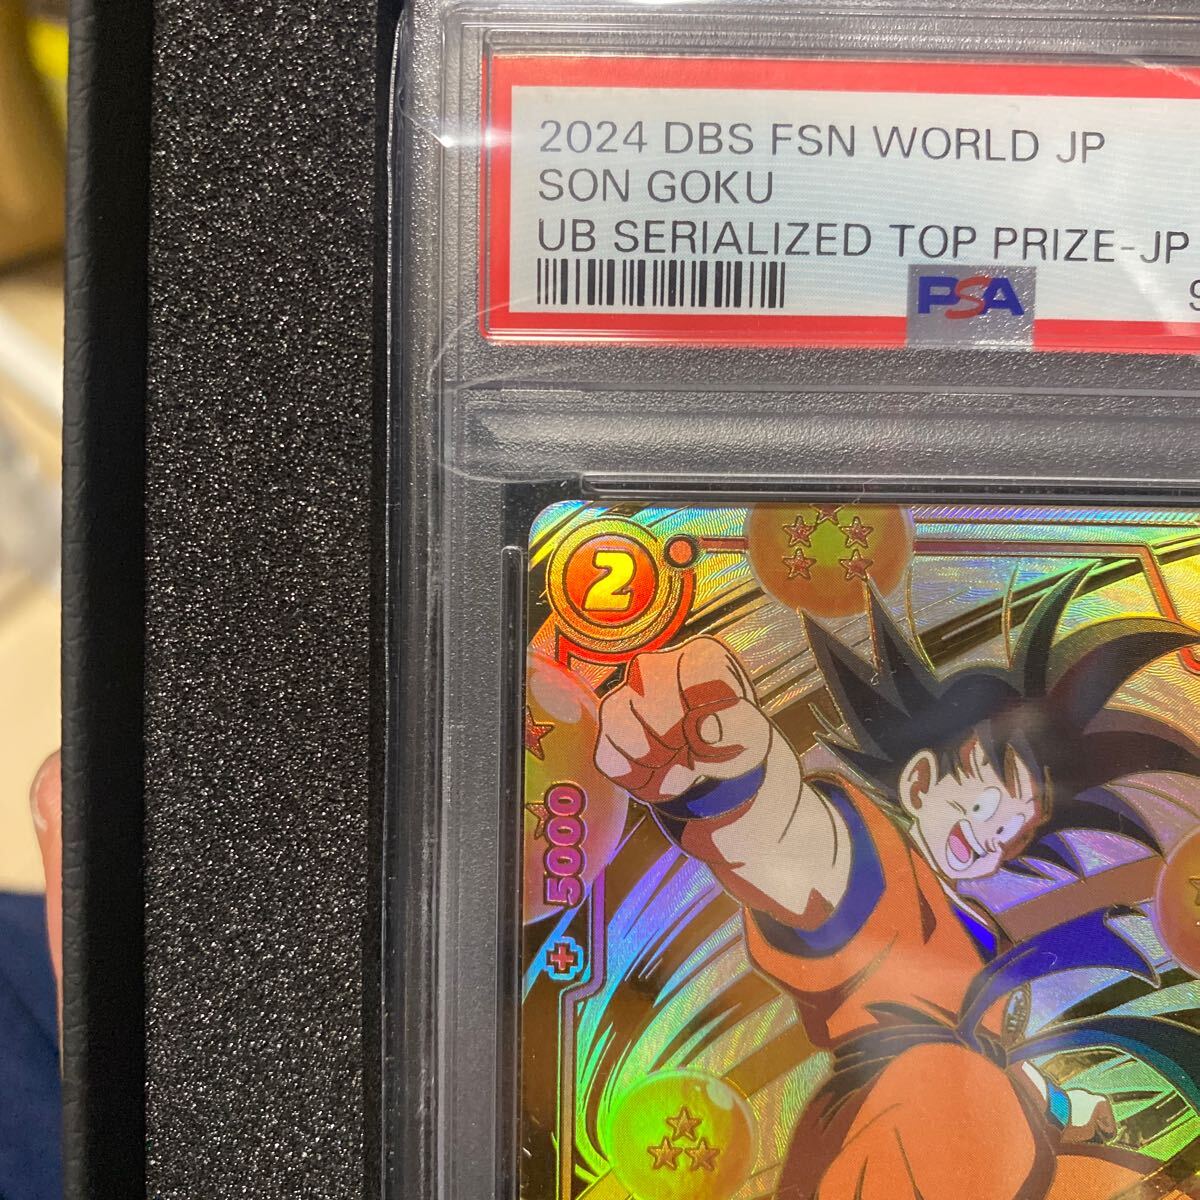 2024 DBS FSN WORLD JP
SON GOKU
UB SERIALIZED TOP PRIZE-JP
PSA
2
5000
+